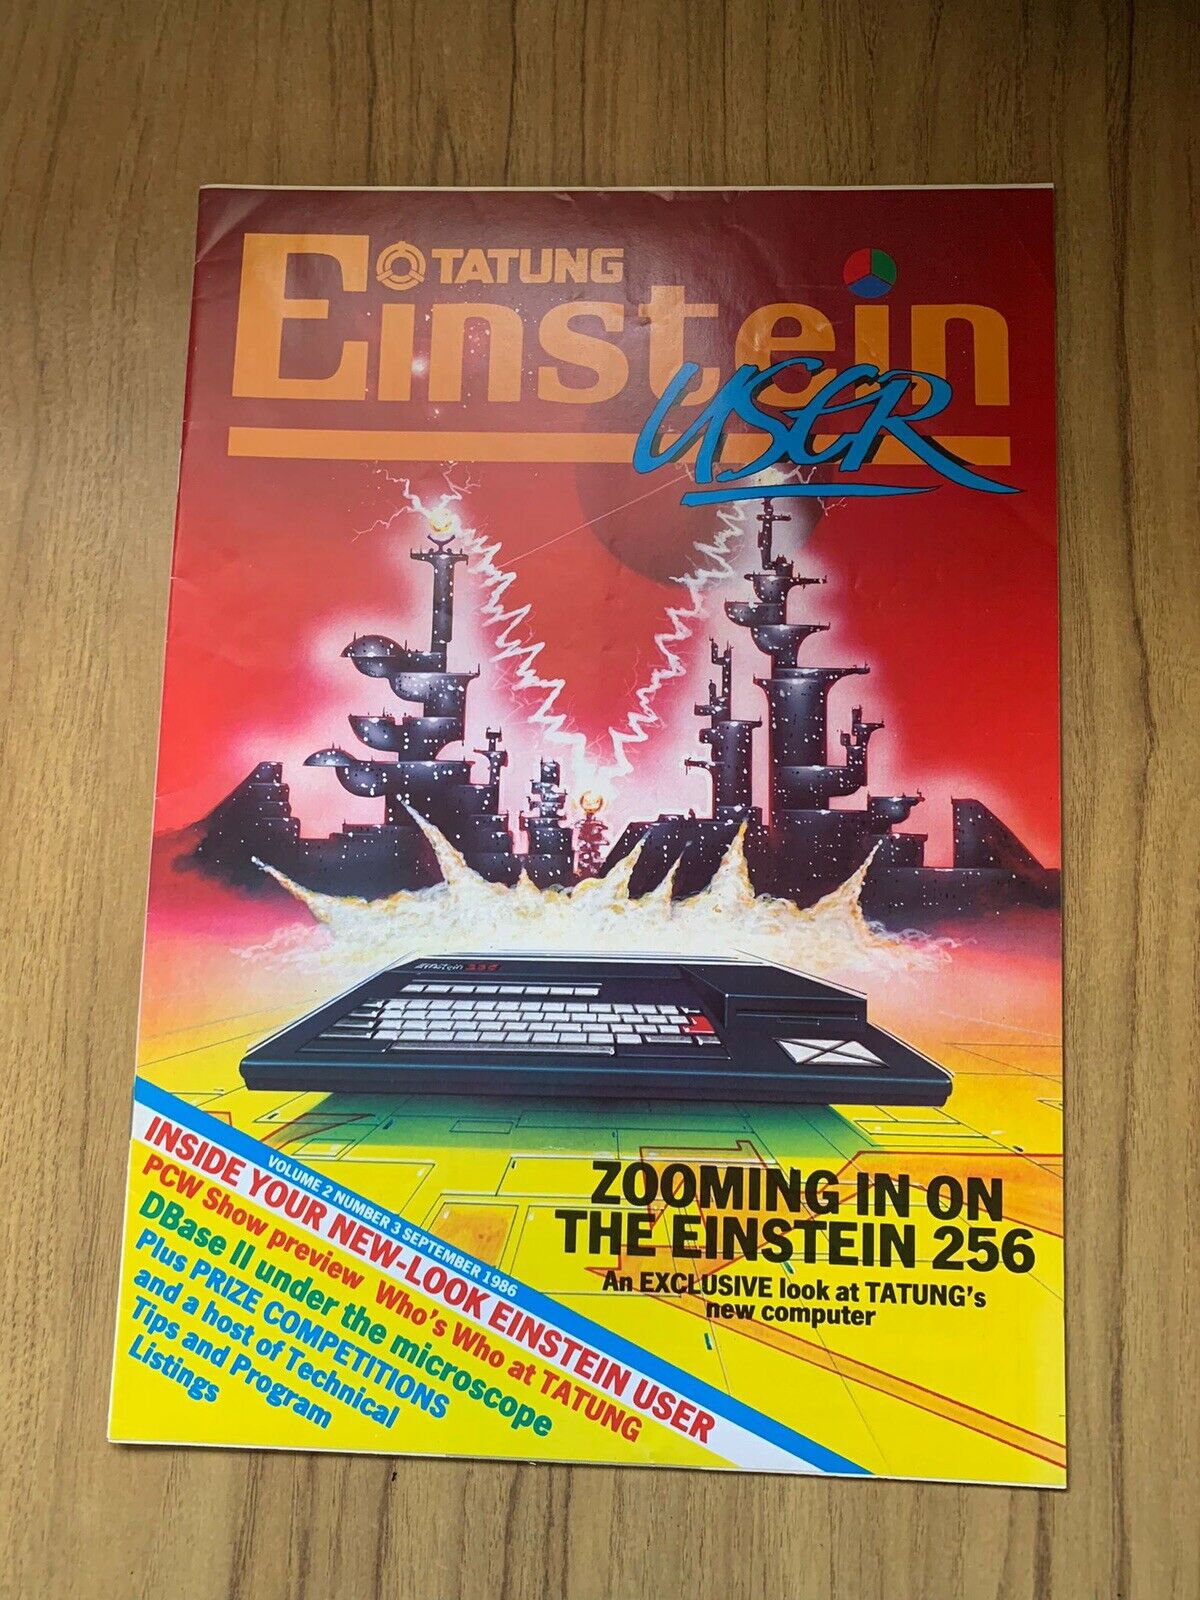 TATUNG
Einstein
USER
Einstein 256
ZOOMING IN ON
THE EINSTEIN 256
An EXCLUSIVE look at TATUNG's
new computer
VOLUME 2 NUMBER 3 SEPTEMBER 1986
INSIDE YOUR NEW-LOOK EINSTEIN USER
PCW Show preview Who's Who at TATUNG
DBase II under the microscope
Plus PRIZE COMPETITIONS
and a host of Technical
Tips and Program
Listings